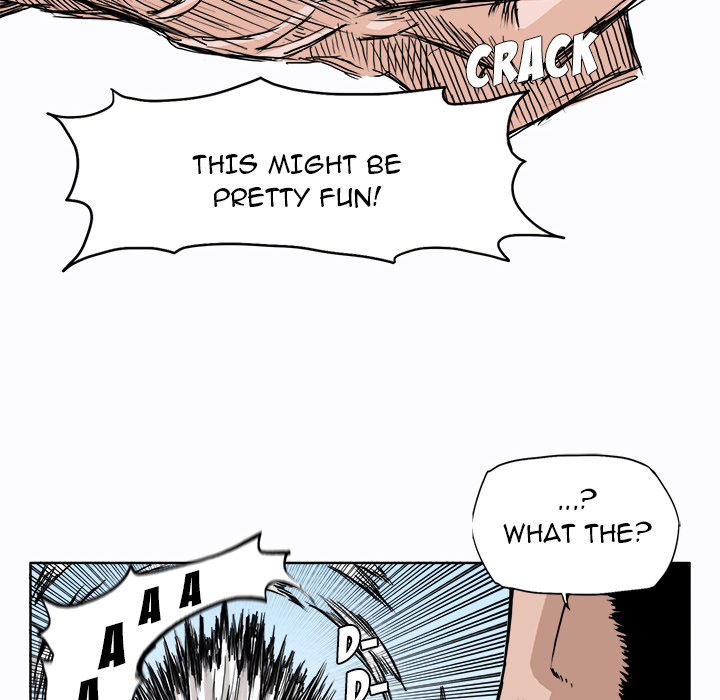 CRACK
THIS MIGHT BE
PRETTY FUN!
...?
WHAT THE?
A
A
A
A
D-
D-